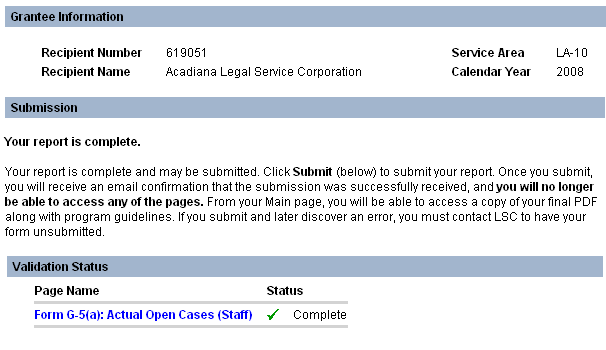 Grantee Information
Recipient Number 619051 Service Area LA-10
Recipient Name Acadiana Legal Service Corporation Calendar Year 2008
Submission
Your report is complete.
Your report is complete and may be submitted. Click Submit (below) to submit your report. Once you submit,
you will receive an email confirmation that the submission was successfully received, and you will no longer
be able to access any of the pages. From your Main page, you will be able to access a copy of your final PDF
along with program guidelines. If you submit and later discover an error, you must contact LSC to have your
form unsubmitted.
Validation Status
Page Name Status
Form G-5(a): Actual Open Cases (Staff) ✓ Complete